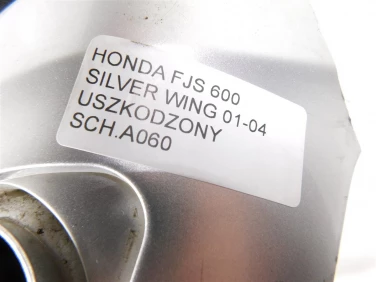 HONDA FJS 600
SILVER WING 01-04
USZKODZONY
SCH.A060